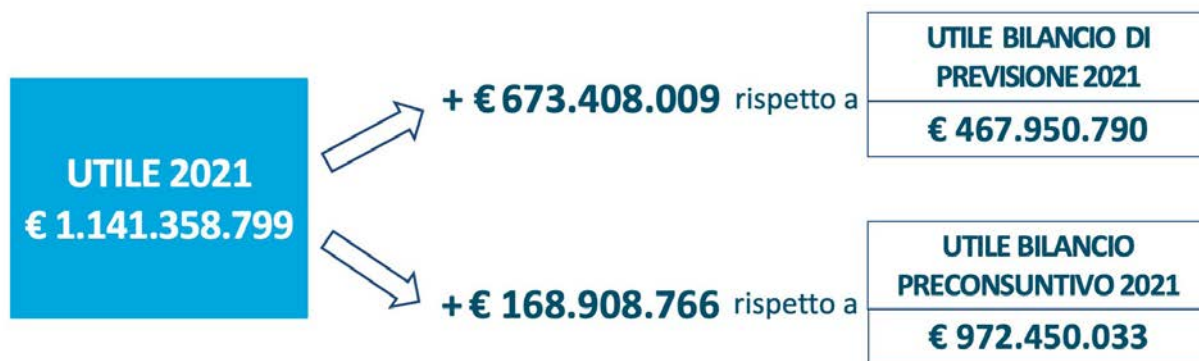 UTILE 2021
€ 1.141.358.799
+ € 673.408.009 rispetto a
UTILE BILANCIO DI
PREVISIONE 2021
€ 467.950.790
+ € 168.908.766 rispetto a
UTILE BILANCIO
PRECONSUNTIVO 2021
€ 972.450.033